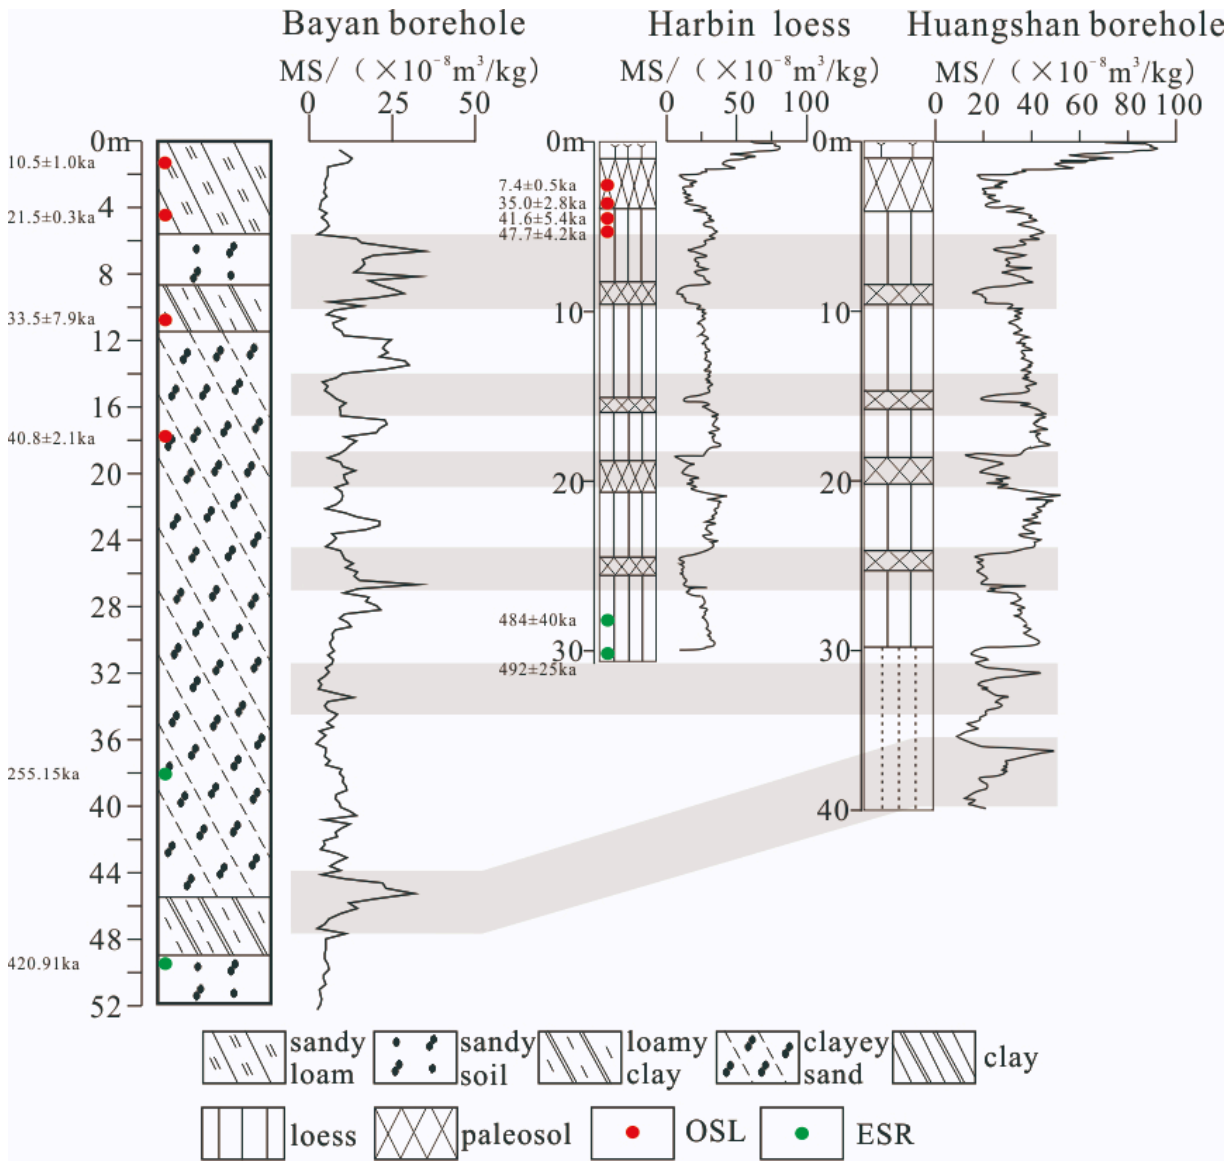 Bayan borehole
Harbin loess
Huangshan borehole
MS/ (×10⁻⁸m³/kg)
MS/ (×10⁻⁸m³/kg)
MS/ (×10⁻⁸m³/kg)
0 25 50
0 50 100
0 20 40 60 80 100
0m
4
8
12
16
20
24
28
32
36
40
44
48
52
10.5±1.0ka
21.5±0.3ka
33.5±7.9ka
40.8±2.1ka
255.15ka
420.91ka
0m
10
20
30
7.4±0.5ka
35.0±2.8ka
41.6±5.4ka
47.7±4.2ka
484±40ka
492±25ka
0m
10
20
30
40
sandy
loam
sandy
soil
loamy
clay
clayey
sand
clay
loess
paleosol
OSL
ESR